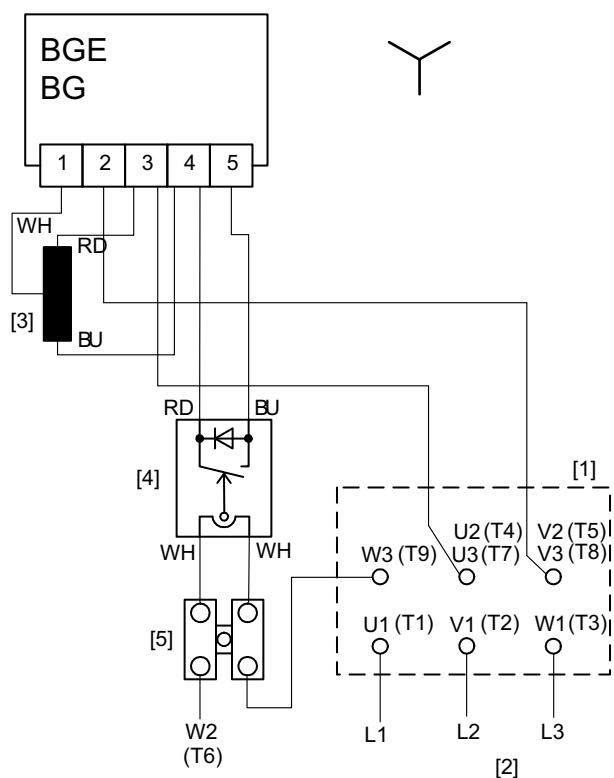 BGE
BG
1 2 3 4 5
WH
RD
[3]
BU
RD BU
[4]
WH WH
[5]
W2
(T6)
[1]
U2 (T4) V2 (T5)
W3 (T9) U3 (T7) V3 (T8)
U1 (T1) V1 (T2) W1 (T3)
L1 L2 L3
[2]